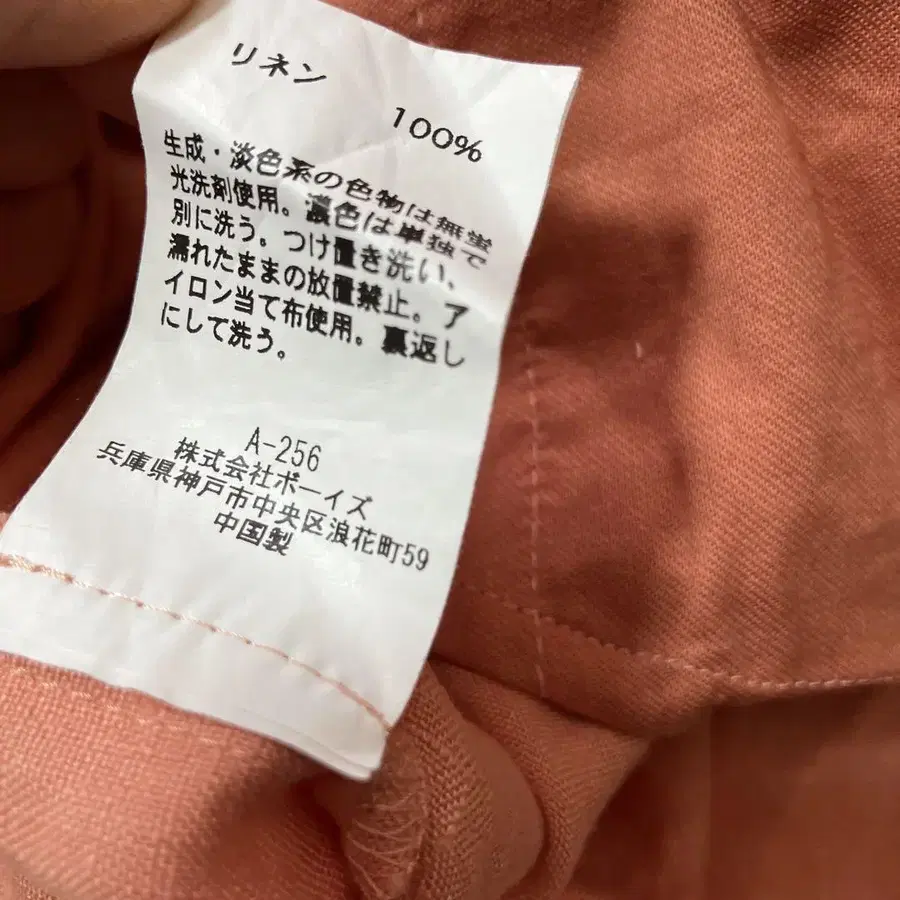 リネン
100%
生成・淡色系の色物は無蛍
光洗剤使用。濃色は単独で
別に洗う。つけ置き洗い、
濡れたままの放置禁止。ア
イロン当て布使用。裏返し
にして洗う。
A-256
株式会社ボーイズ
兵庫県神戸市中央区浪花町59
中国製